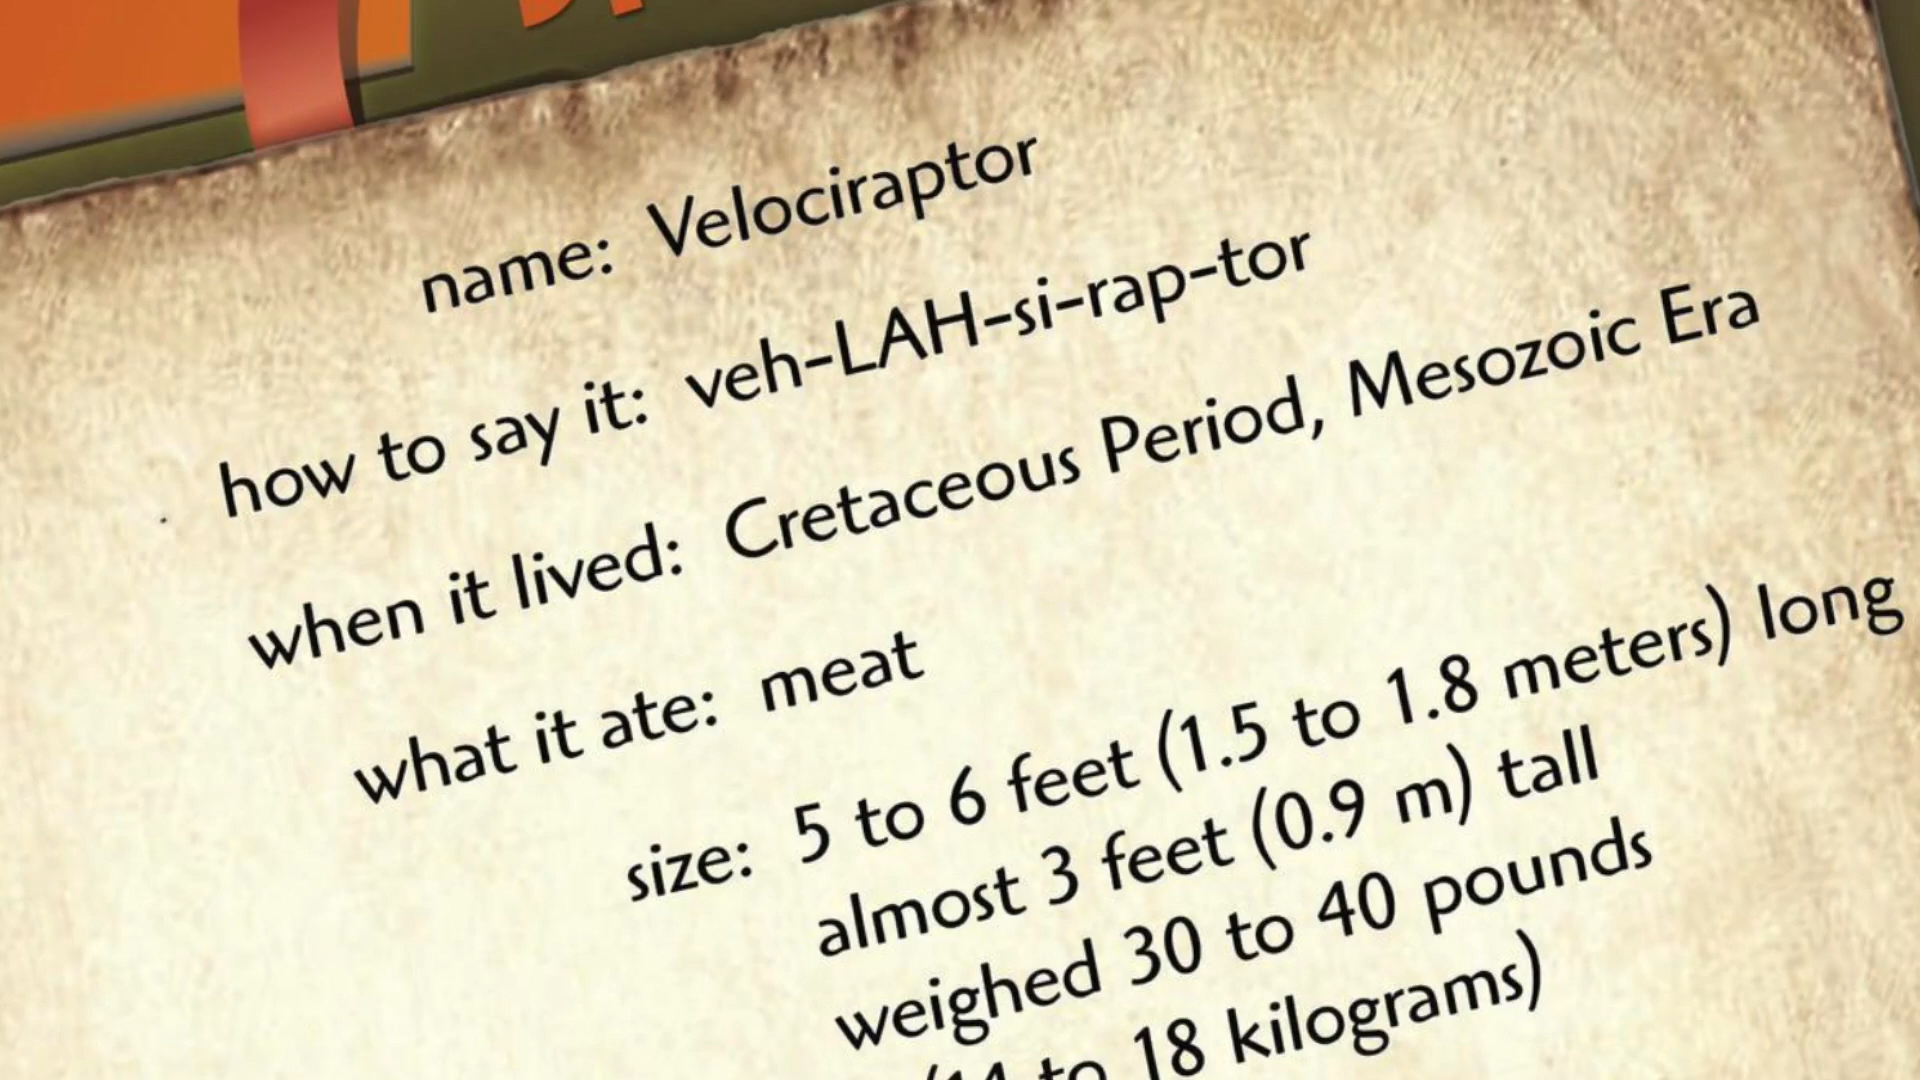 name: Velociraptor
how to say it: veh-LAH-si-rap-tor
when it lived: Cretaceous Period, Mesozoic Era
what it ate: meat
size: 5 to 6 feet (1.5 to 1.8 meters) long
almost 3 feet (0.9 m) tall
weighed 30 to 40 pounds
(14 to 18 kilograms)